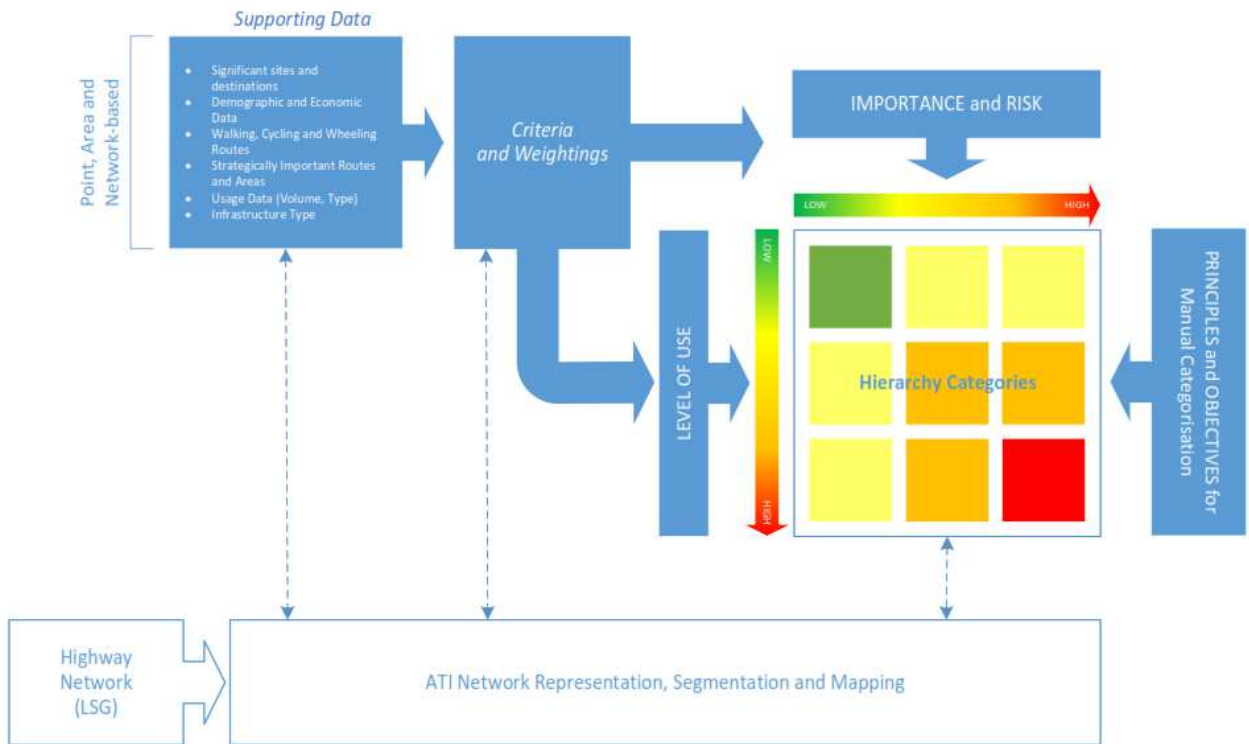 Supporting Data
Point, Area and
Network-based
• Significant sites and
destinations
• Demographic and Economic
Data
• Walking, Cycling and Wheeling
Routes
• Strategically Important Routes
and Areas
• Usage Data (Volume, Type)
• Infrastructure Type
Criteria
and Weightings
IMPORTANCE and RISK
LOW
HIGH
LEVEL OF USE
LOW
HIGH
Hierarchy Categories
PRINCIPLES and OBJECTIVES for
Manual Categorisation
Highway
Network
(LSG)
ATI Network Representation, Segmentation and Mapping